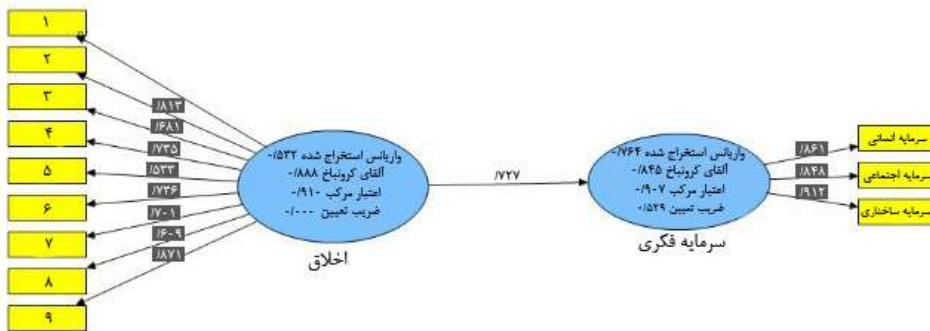 ۱
۲
۳
۴
۵
۶
۷
۸
۹
/۸۱۳
/۶۸۱
/۷۳۵
/۵۳۳
/۷۳۶
/۷۰۱
/۶۰۹
/۸۷۱
واریانس استخراج شده ۰/۵۳۲
آلفای کرونباخ ۰/۸۸۸
اعتبار مرکب ۰/۹۱۰
ضریب تعیین ۰/۰۰۰
اخلاق
/۷۲۷
واریانس استخراج شده ۰/۷۶۴
آلفای کرونباخ ۰/۸۴۵
اعتبار مرکب ۰/۹۰۷
ضریب تعیین ۰/۵۲۹
سرمایه فکری
/۸۶۱
/۸۴۸
/۹۱۲
سرمایه انسانی
سرمایه اجتماعی
سرمایه ساختاری